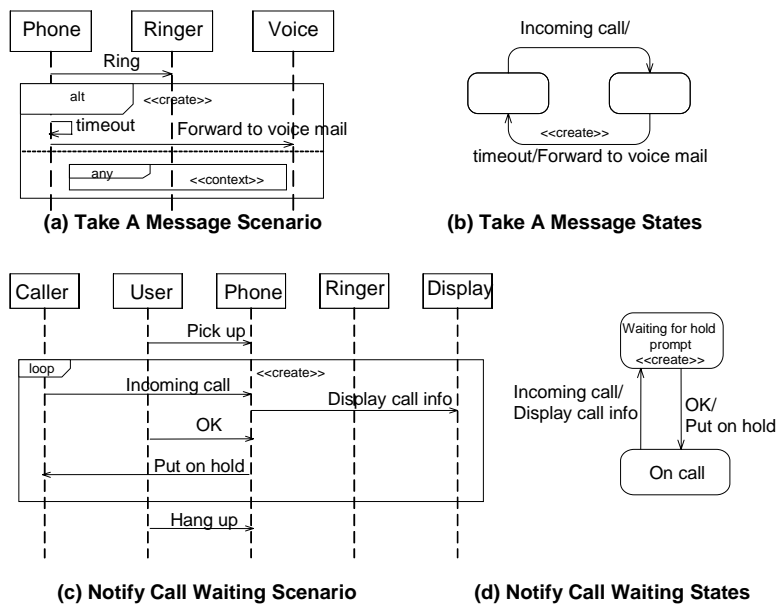 Phone Ringer Voice
Ring
alt
<<create>>
timeout
Forward to voice mail
any
<<context>>
(a) Take A Message Scenario
Incoming call/
<<create>>
timeout/Forward to voice mail
(b) Take A Message States
Caller User Phone Ringer Display
Pick up
loop
<<create>>
Incoming call
Display call info
OK
Put on hold
Hang up
(c) Notify Call Waiting Scenario
Waiting for hold
prompt
<<create>>
Incoming call/
Display call info
OK/
Put on hold
On call
(d) Notify Call Waiting States